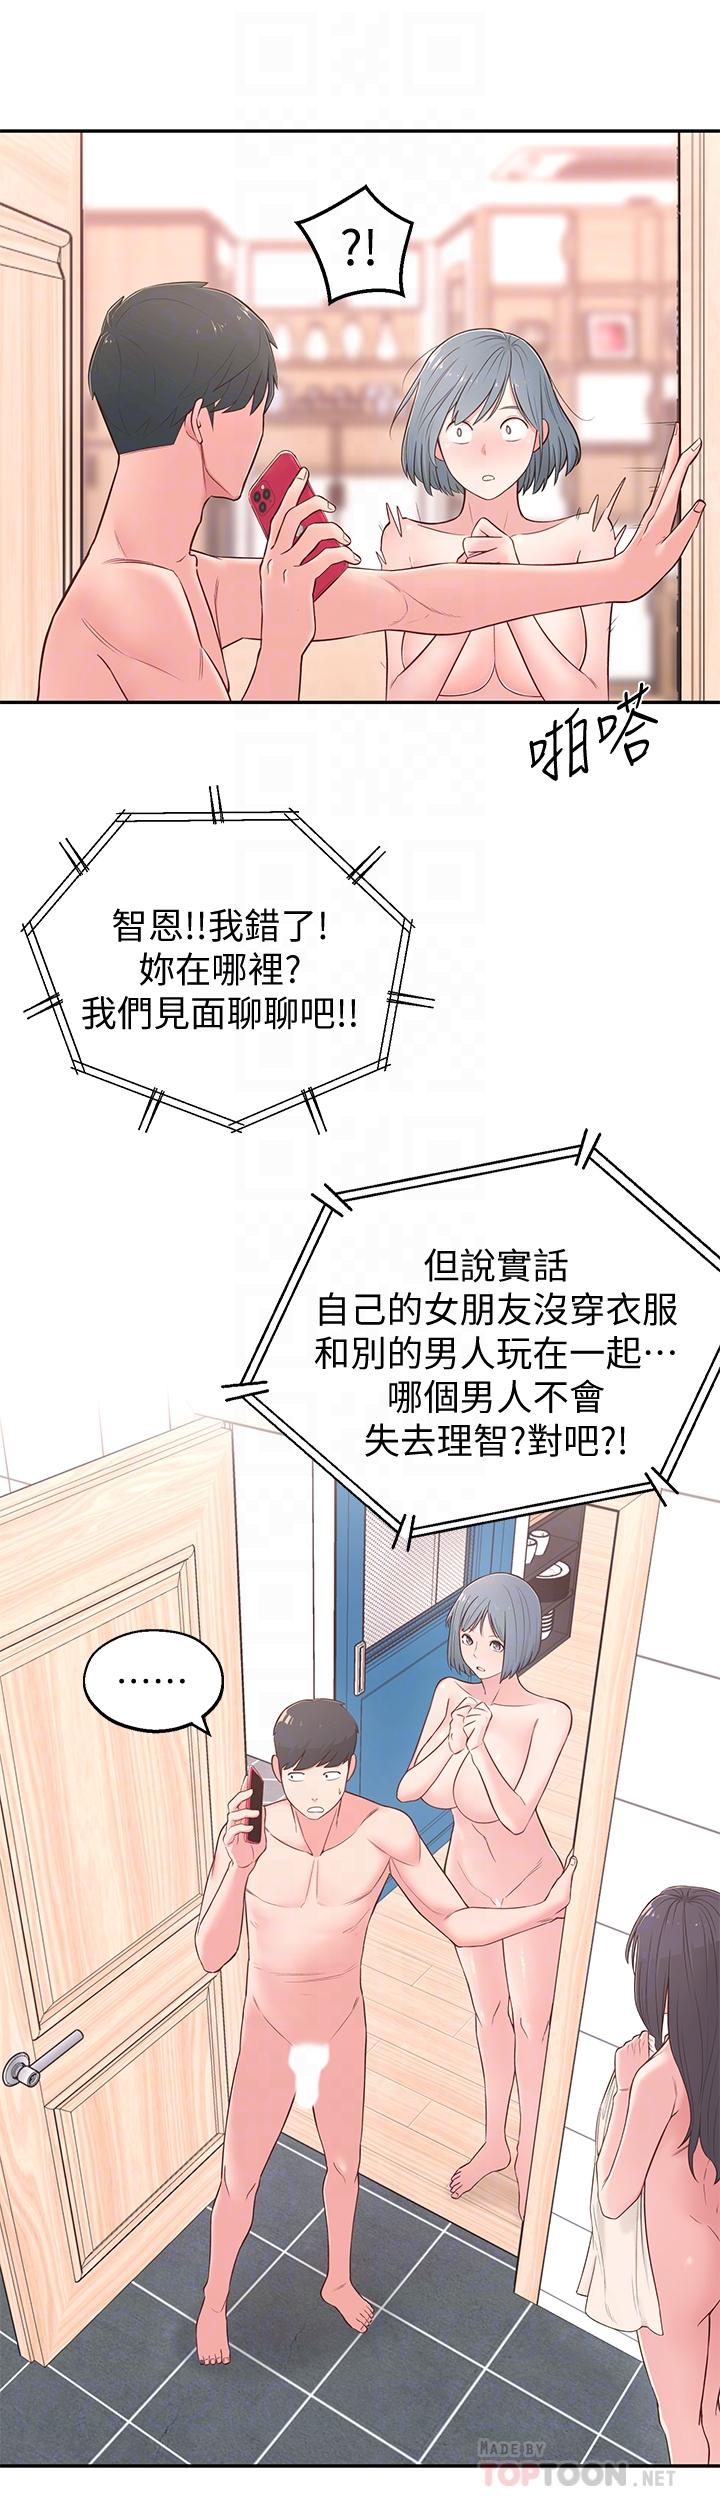 ?!
啪嗒
智恩!!我錯了!
妳在哪裡?
我們見面聊聊吧!!
但說實話
自己的女朋友沒穿衣服
和別的男人玩在一起…
哪個男人不會
失去理智?對吧?!
……
MADE BY
TOPTOON.NET